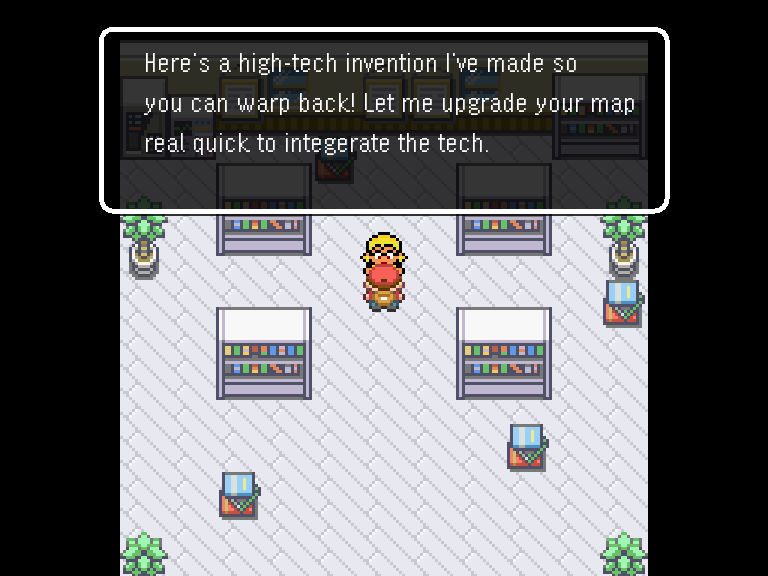 Here's a high-tech invention I've made so
you can warp back! Let me upgrade your map
real quick to integerate the tech.